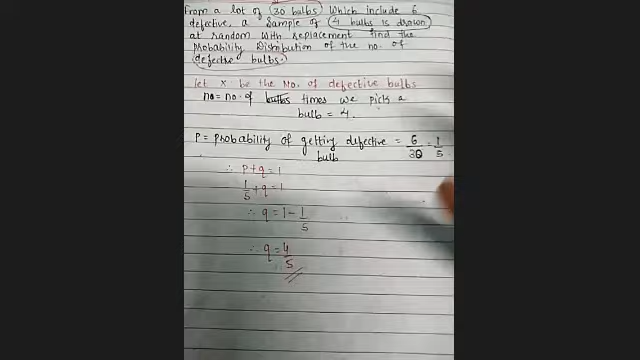 From a lot of 30 bulbs which include 6
defective, a sample of 4 bulbs is drawn
at random with replacement find the
probability Distribution of the no. of
defective bulbs.
let X be the No. of defective bulbs
no = no. of bulbs times we pick a
bulb = 4.
P = probability of getting defective bulb = 6/30 = 1/5
∴ P+q=1
1/5 + q = 1
∴ q = 1 - 1/5
∴ q = 4/5